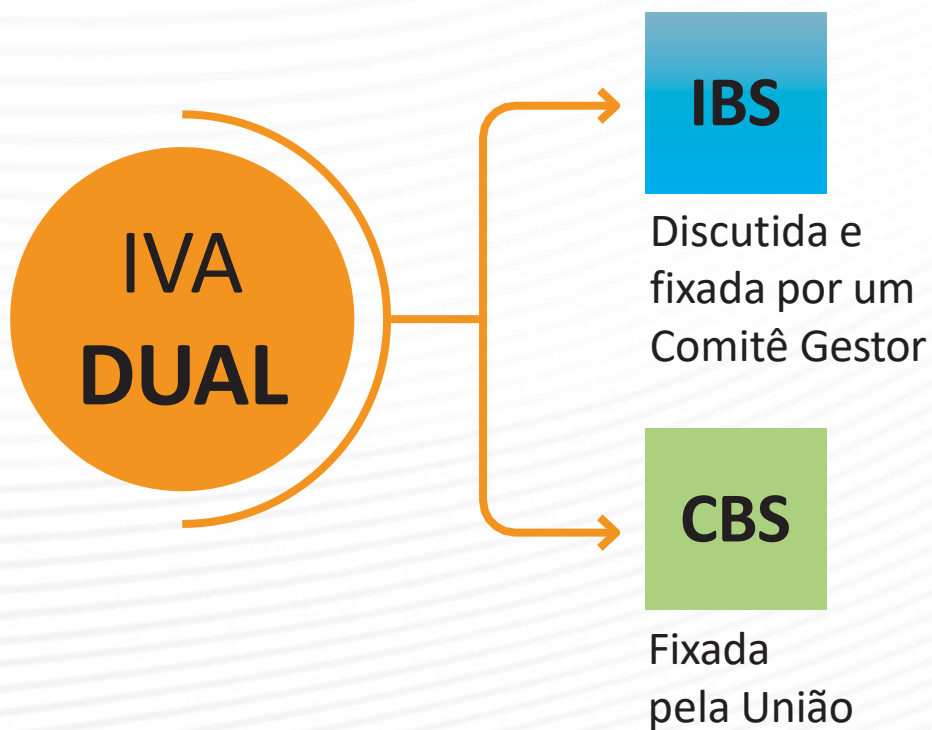 IVA
DUAL
IBS
Discutida e
fixada por um
Comitê Gestor
CBS
Fixada
pela União